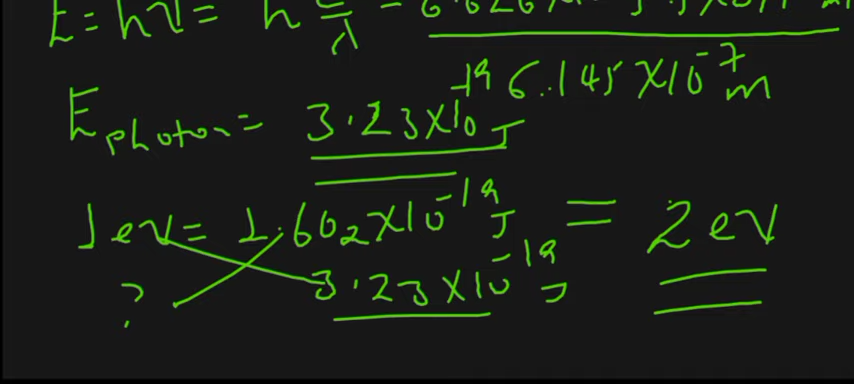 E = hν = h c/λ =
6.145 × 10⁻⁷ m
E photon = 3.23×10⁻¹⁹ J
1 ev = 1.602×10⁻¹⁹ J = 2 ev
? 3.23×10⁻¹⁹ J